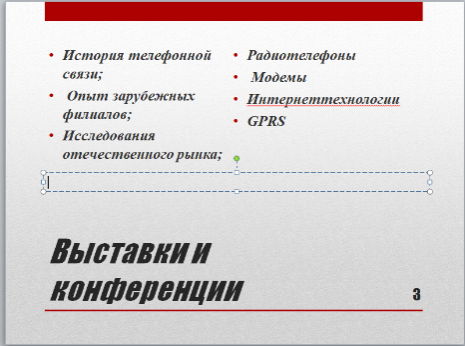 • История телефонной
связи;
• Опыт зарубежных
филиалов;
• Исследования
отечественного рынка;
• Радиотелефоны
• Модемы
• Интернеттехнологии
• GPRS
Выставки и
конференции
3